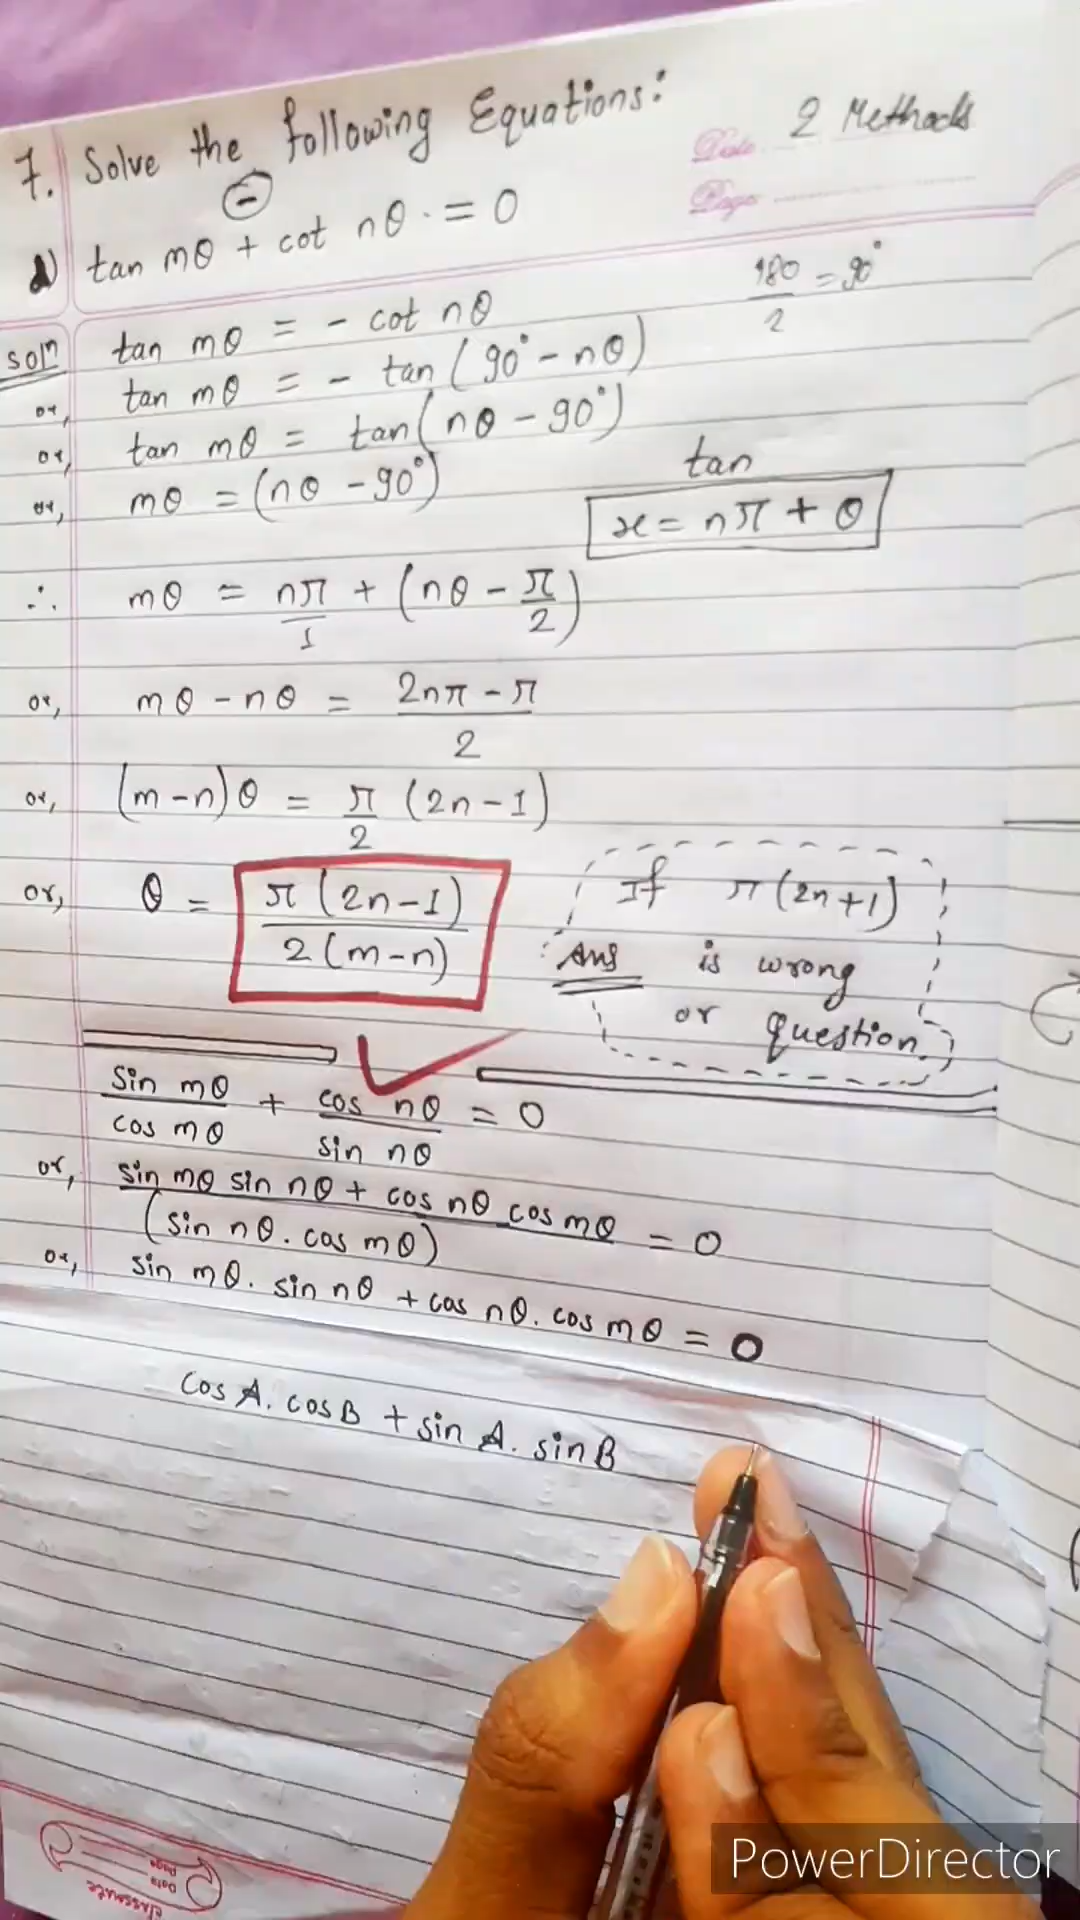 2 Methods
Date
Page
7. Solve the following Equations:
(-)
d) tan mθ + cot nθ. = 0
180/2 = 90°
soln tan mθ = - cot nθ
or, tan mθ = - tan (90° - nθ)
or, tan mθ = tan (nθ - 90°)
or, mθ = (nθ - 90°)
tan
x = nπ + θ
∴ mθ = nπ/1 + (nθ - π/2)
or, mθ - nθ = 2nπ - π / 2
or, (m-n)θ = π/2 (2n-1)
or, θ = π(2n-1) / 2(m-n)
If π(2n+1)
Ans is wrong
or question.
sin mθ / cos mθ + cos nθ / sin nθ = 0
or, sin mθ sin nθ + cos nθ cos mθ / (sin nθ. cos mθ) = 0
or, sin mθ. sin nθ + cos nθ. cos mθ = 0
cos A. cos B + sin A. sin B
classmate
Date
Page
PowerDirector